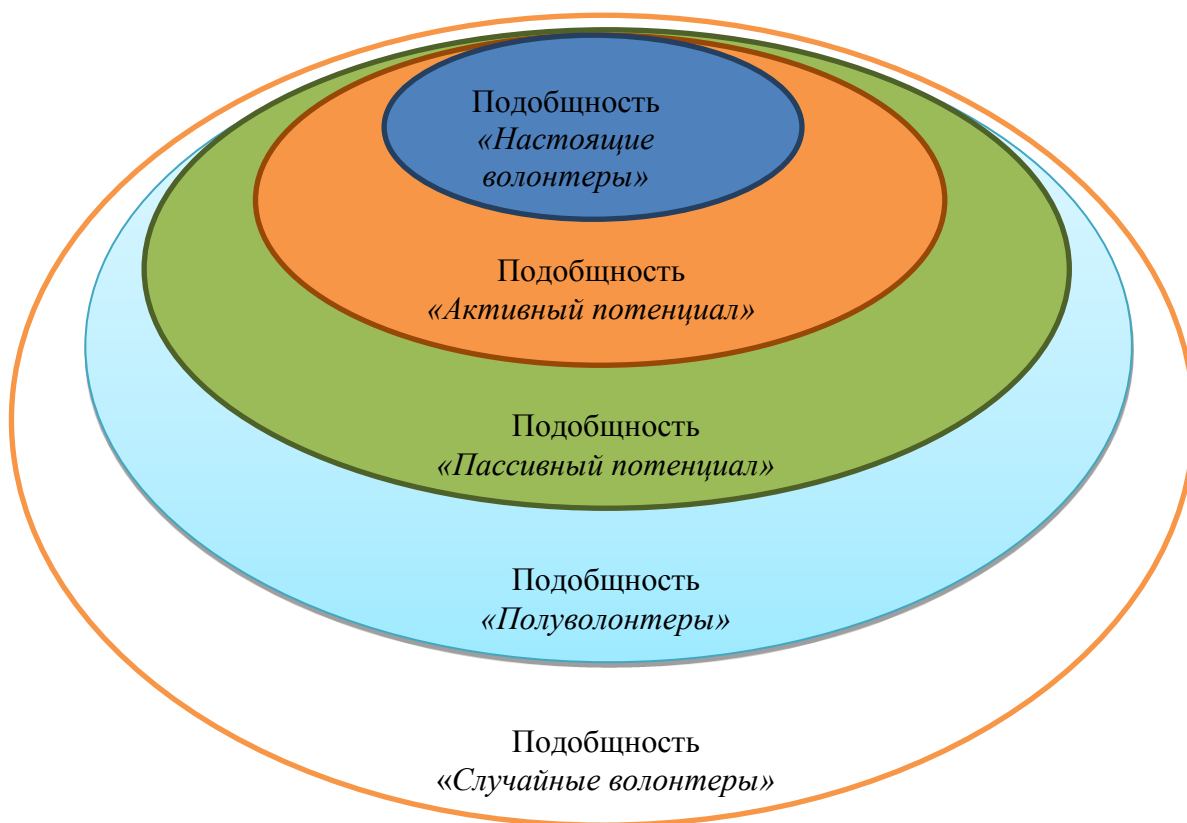 Подобщность
«Настоящие
волонтеры»
Подобщность
«Активный потенциал»
Подобщность
«Пассивный потенциал»
Подобщность
«Полуволонтеры»
Подобщность
«Случайные волонтеры»